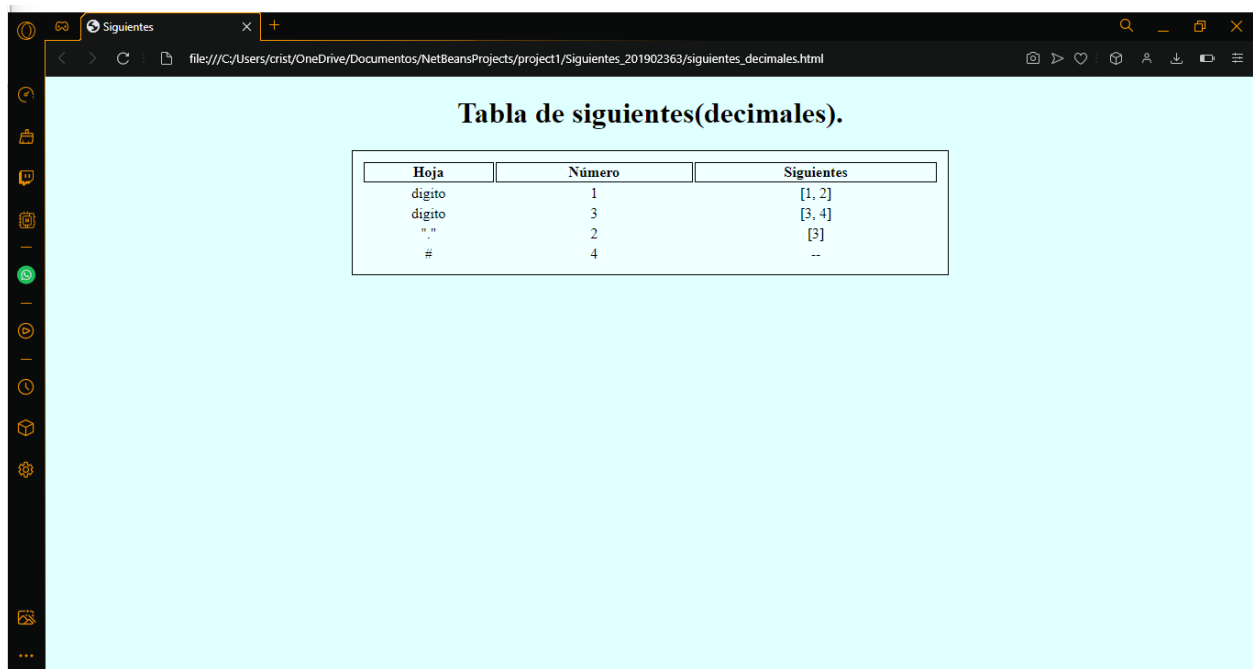 Siguientes
file:///C:/Users/crist/OneDrive/Documentos/NetBeansProjects/project1/Siguientes_201902363/siguientes_decimales.html
Tabla de siguientes(decimales).
Hoja Número Siguientes
digito 1 [1, 2]
digito 3 [3, 4]
"." 2 [3]
# 4 --